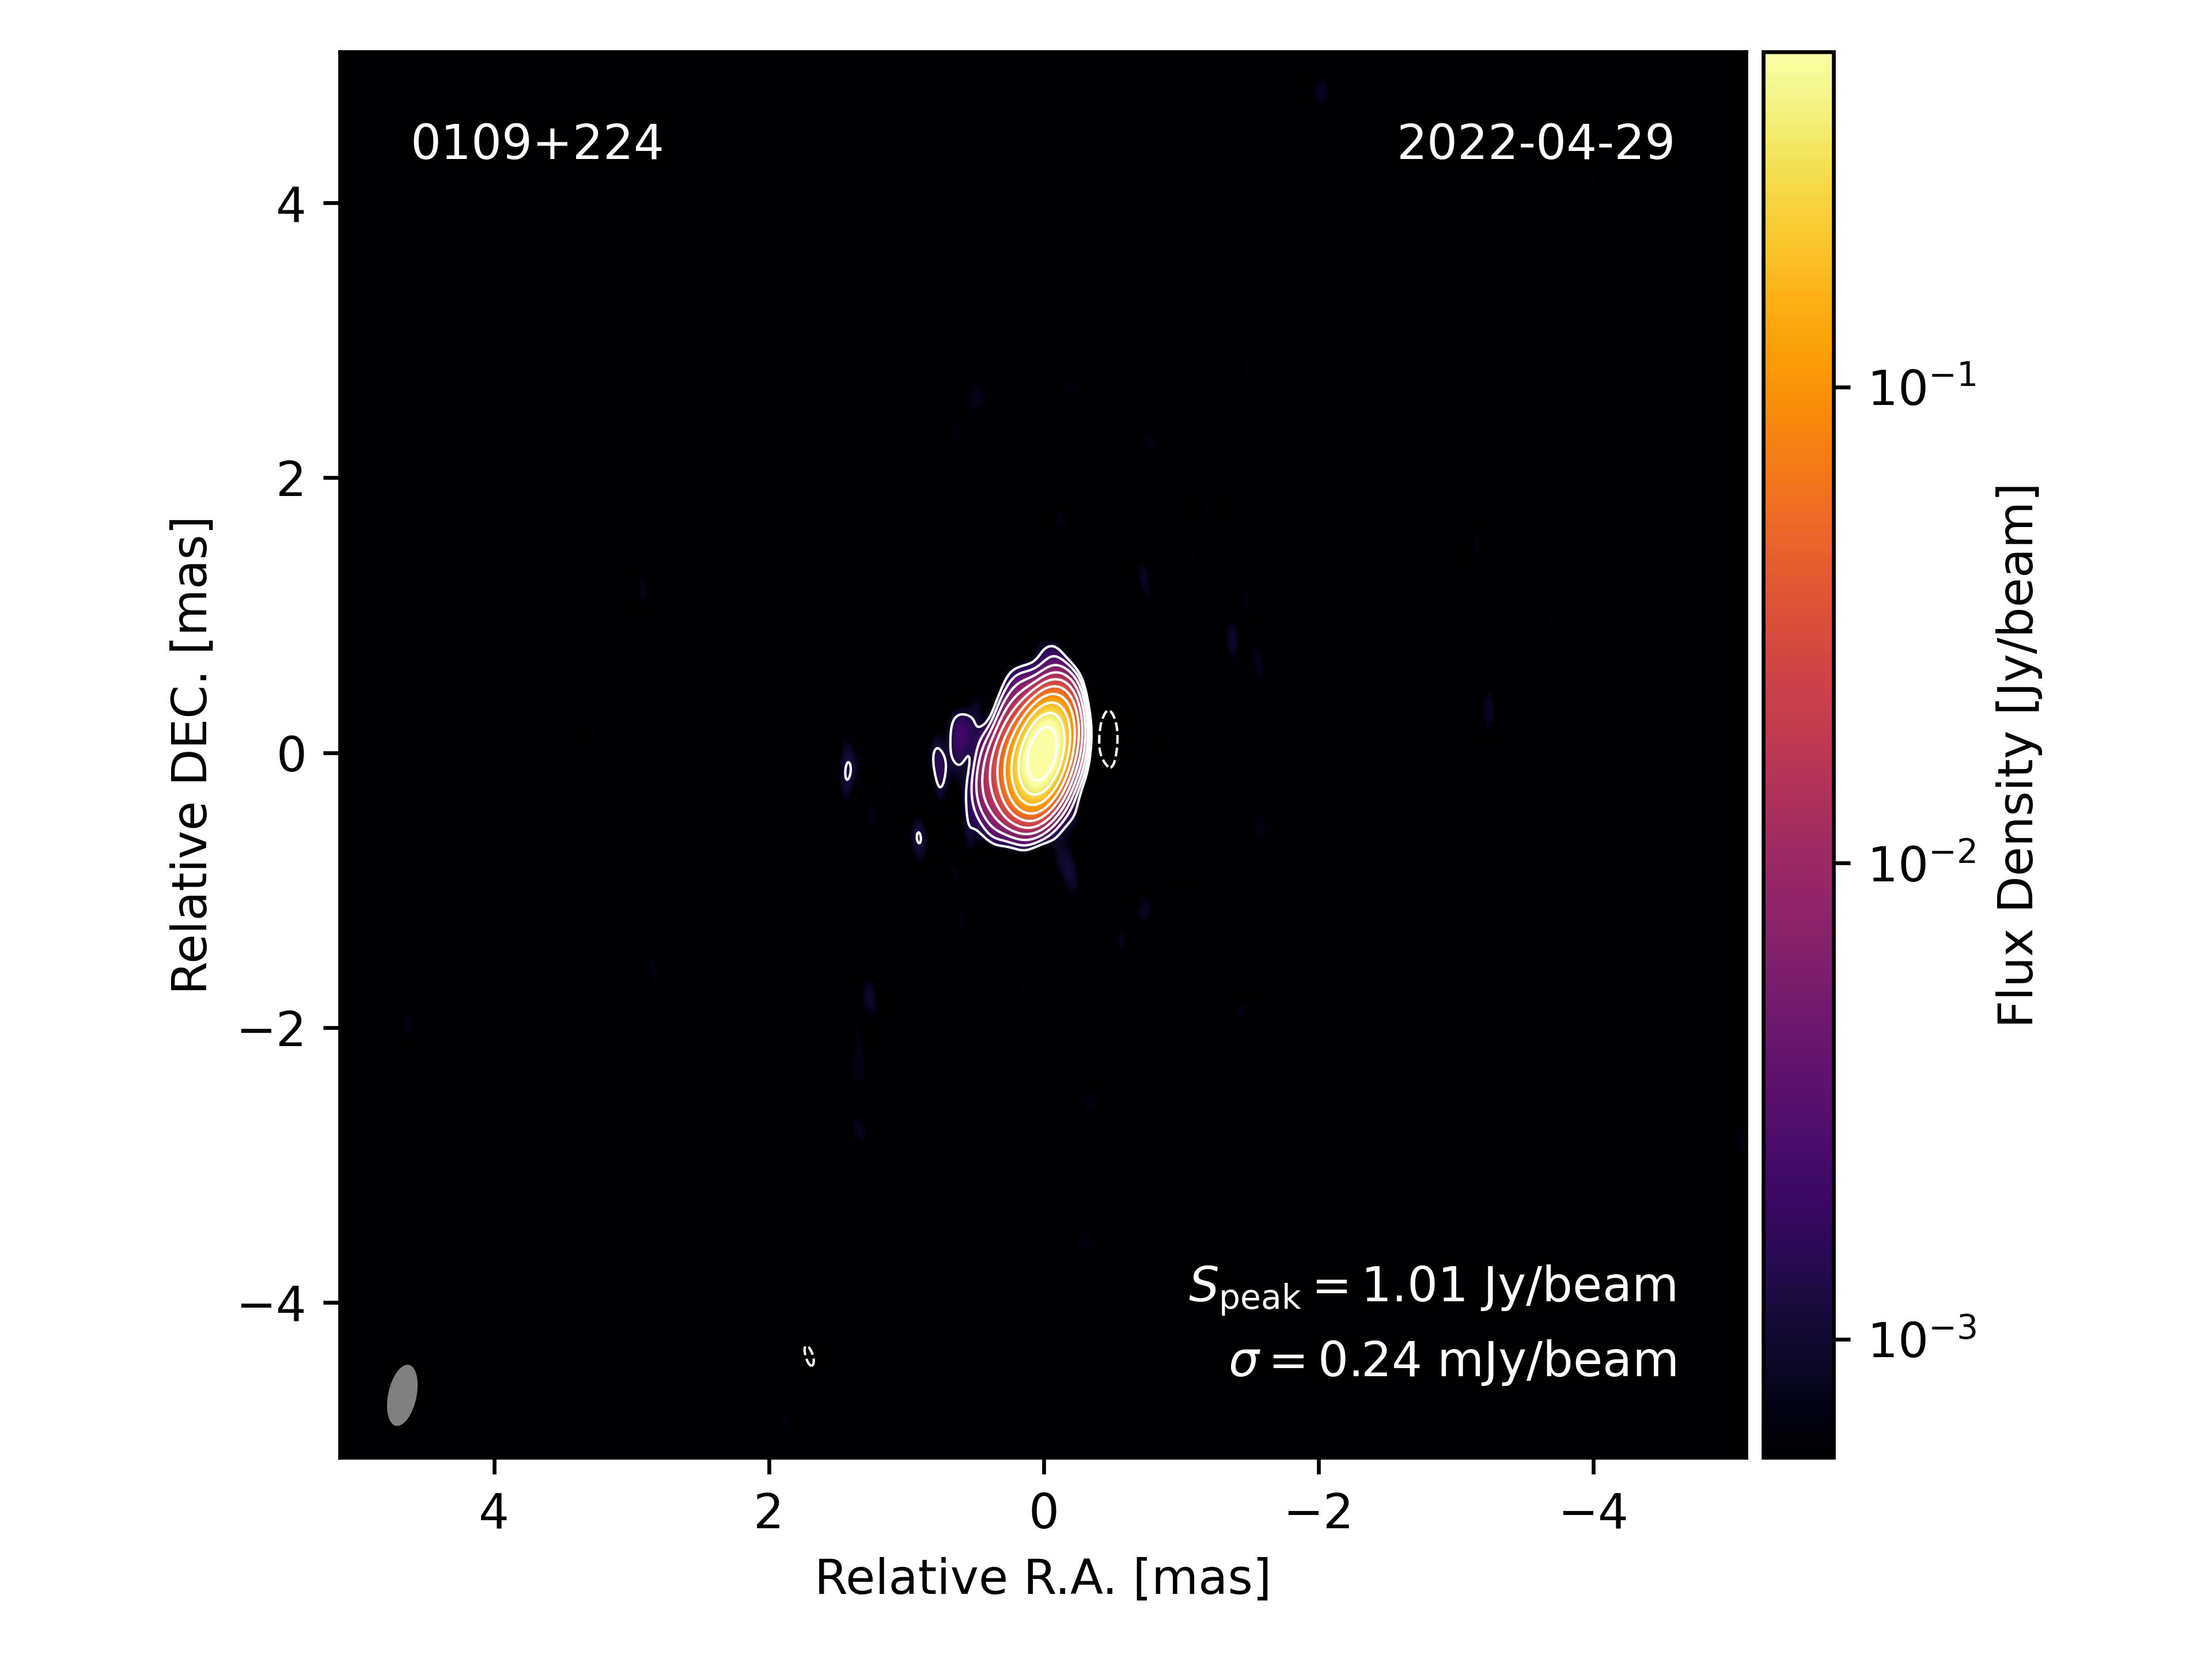 0109+224
2022-04-29
4
2
0
−2
−4
Relative DEC. [mas]
S_peak = 1.01 Jy/beam
σ = 0.24 mJy/beam
4 2 0 −2 −4
Relative R.A. [mas]
10⁻¹
10⁻²
10⁻³
Flux Density [Jy/beam]